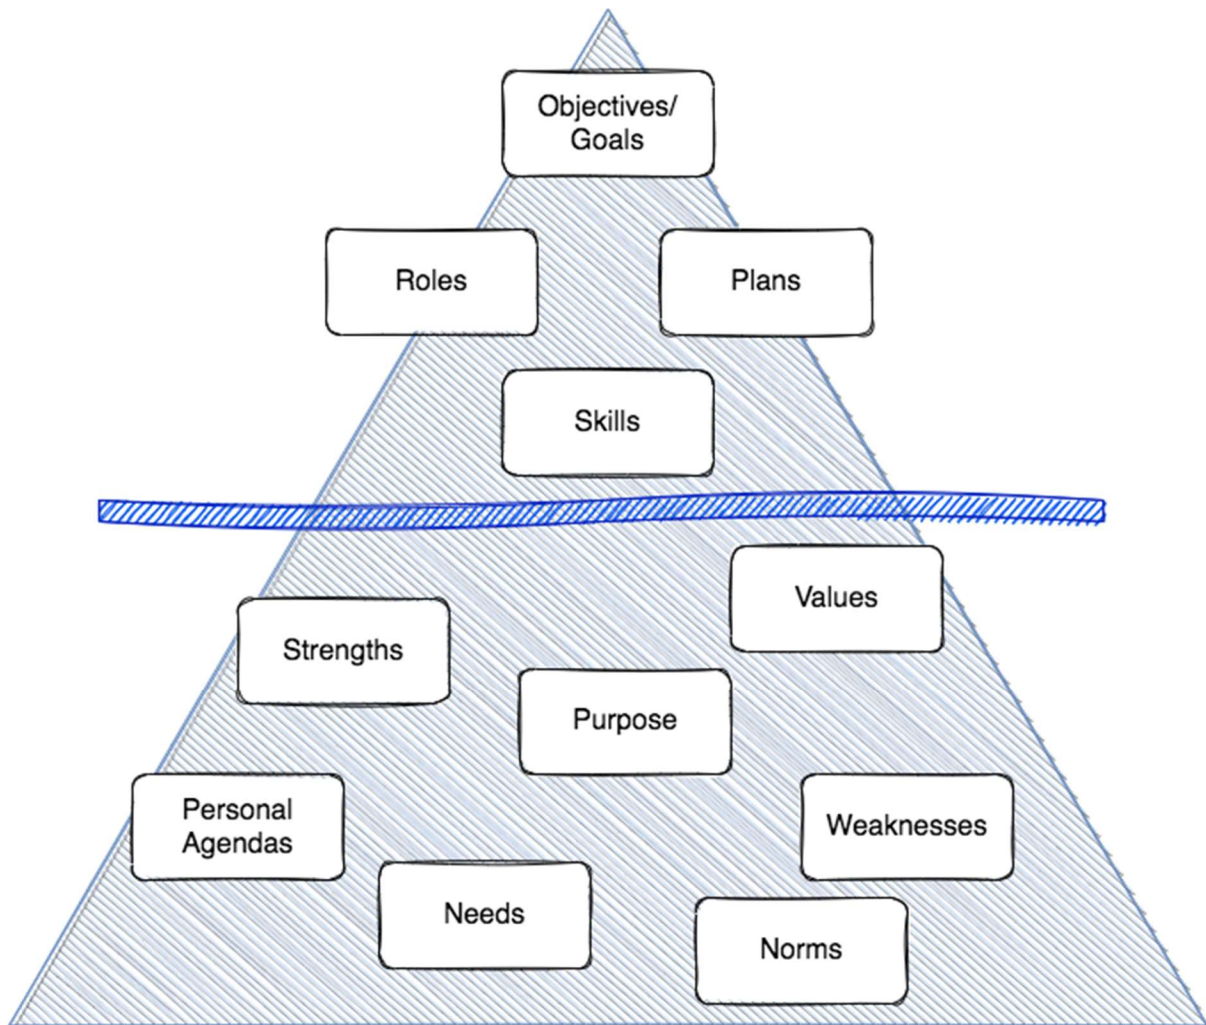 Objectives/
Goals
Roles
Plans
Skills
Values
Strengths
Purpose
Personal
Agendas
Weaknesses
Needs
Norms